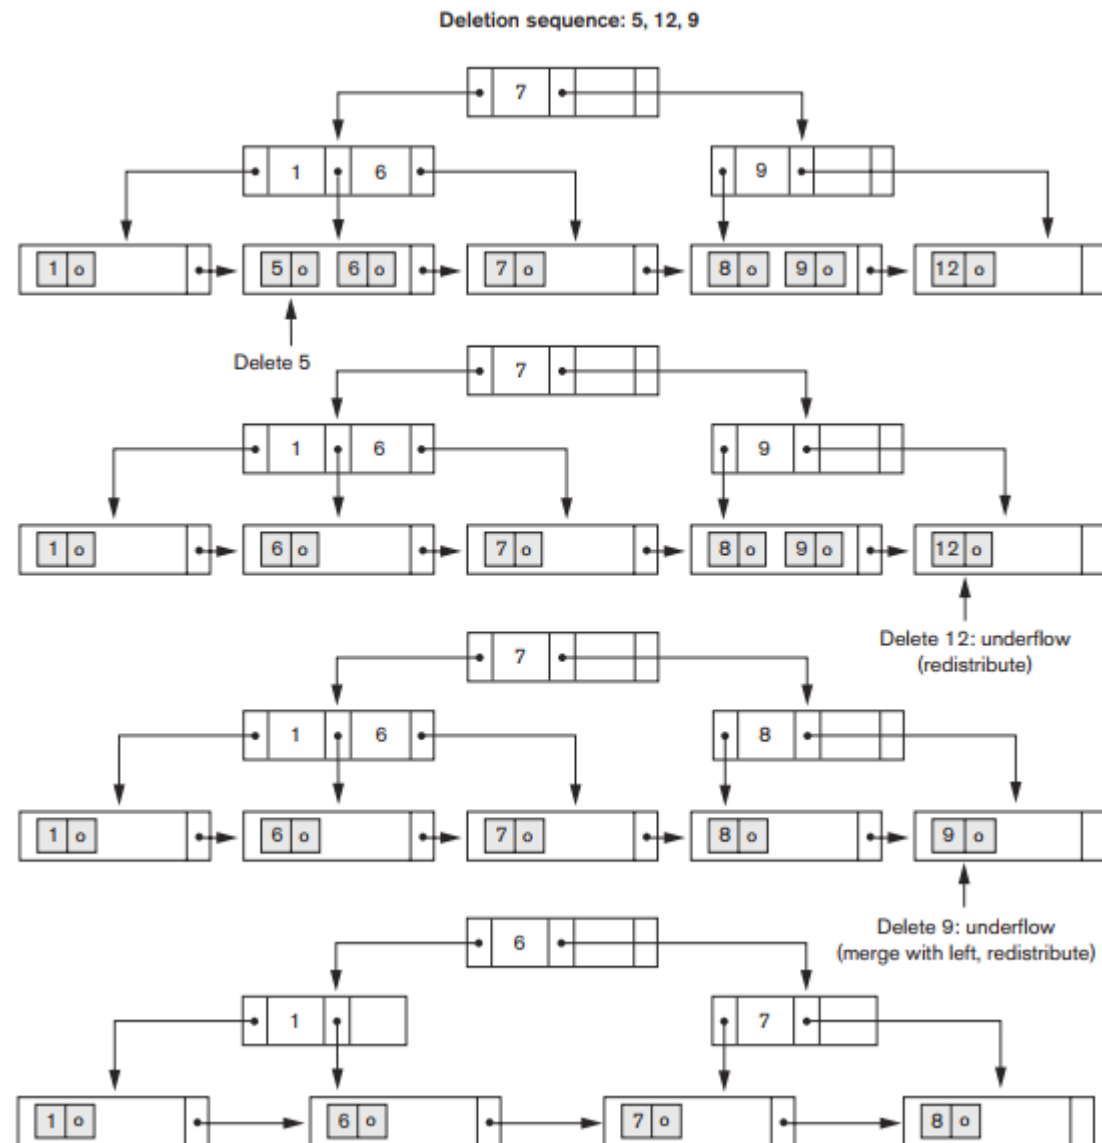 Deletion sequence: 5, 12, 9
7
1 6 9
1 o 5 o 6 o 7 o 8 o 9 o 12 o
Delete 5
7
1 6 9
1 o 6 o 7 o 8 o 9 o 12 o
Delete 12: underflow
(redistribute)
7
1 6 8
1 o 6 o 7 o 8 o 9 o
Delete 9: underflow
(merge with left, redistribute)
6
1 7
1 o 6 o 7 o 8 o